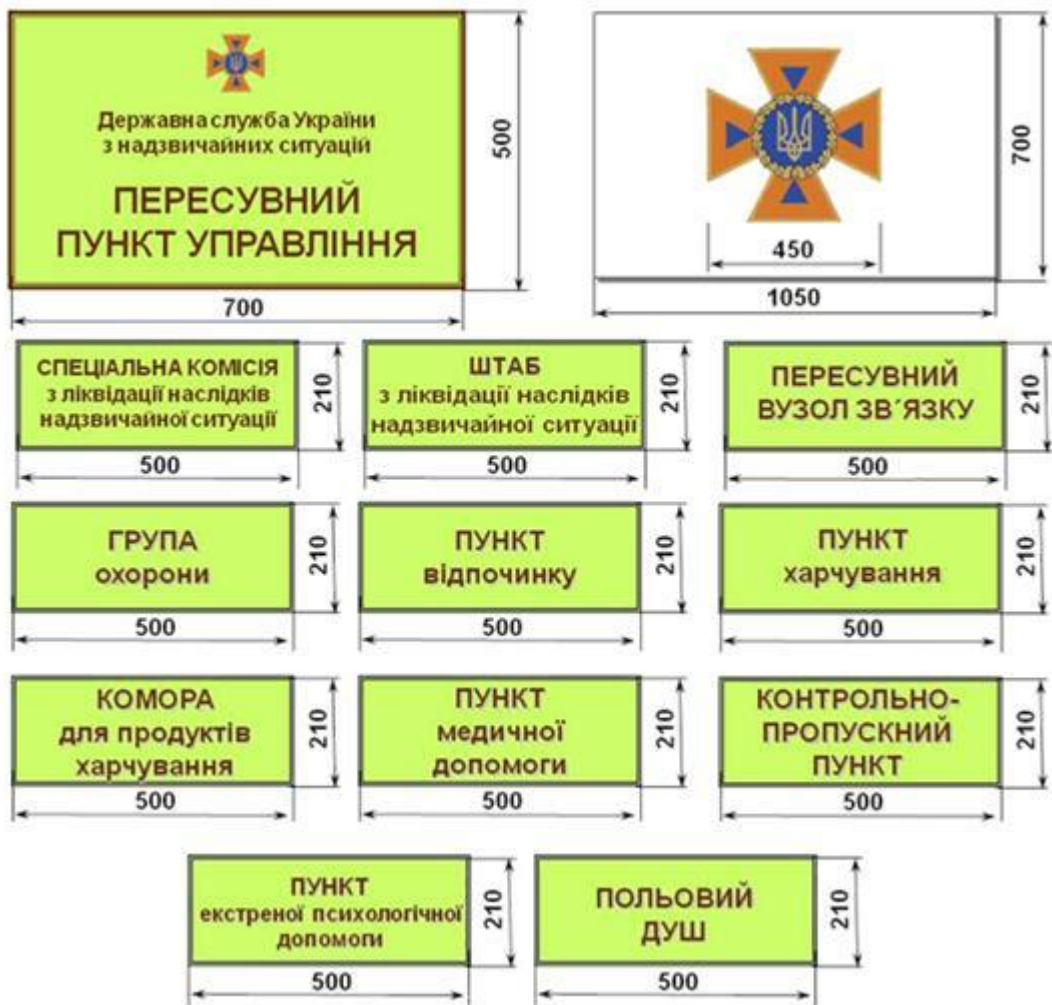 Державна служба України
з надзвичайних ситуацій
ПЕРЕСУВНИЙ
ПУНКТ УПРАВЛІННЯ
500
700
700
450
1050
СПЕЦІАЛЬНА КОМІСІЯ
з ліквідації наслідків
надзвичайної ситуації
210
500
ШТАБ
з ліквідації наслідків
надзвичайної ситуації
210
500
ПЕРЕСУВНИЙ
ВУЗОЛ ЗВ´ЯЗКУ
210
500
ГРУПА
охорони
210
500
ПУНКТ
відпочинку
210
500
ПУНКТ
харчування
210
500
КОМОРА
для продуктів
харчування
210
500
ПУНКТ
медичної
допомоги
210
500
КОНТРОЛЬНО-
ПРОПУСКНИЙ
ПУНКТ
210
500
ПУНКТ
екстреної психологічної
допомоги
210
500
ПОЛЬОВИЙ
ДУШ
210
500